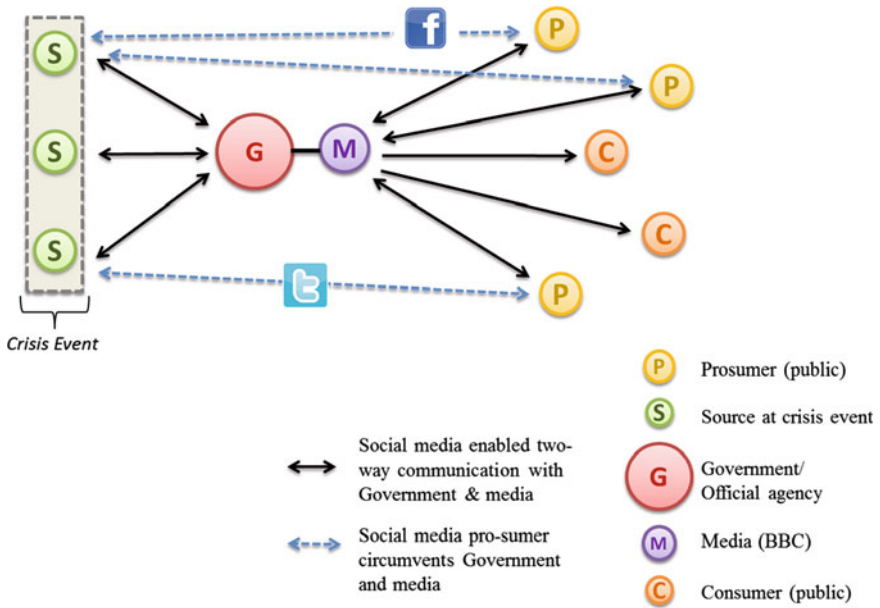 S
S
S
G
M
f
t
P
P
C
C
P
Crisis Event
Social media enabled two-
way communication with
Government & media
Social media pro-sumer
circumvents Government
and media
P Prosumer (public)
S Source at crisis event
G Government/
Official agency
M Media (BBC)
C Consumer (public)